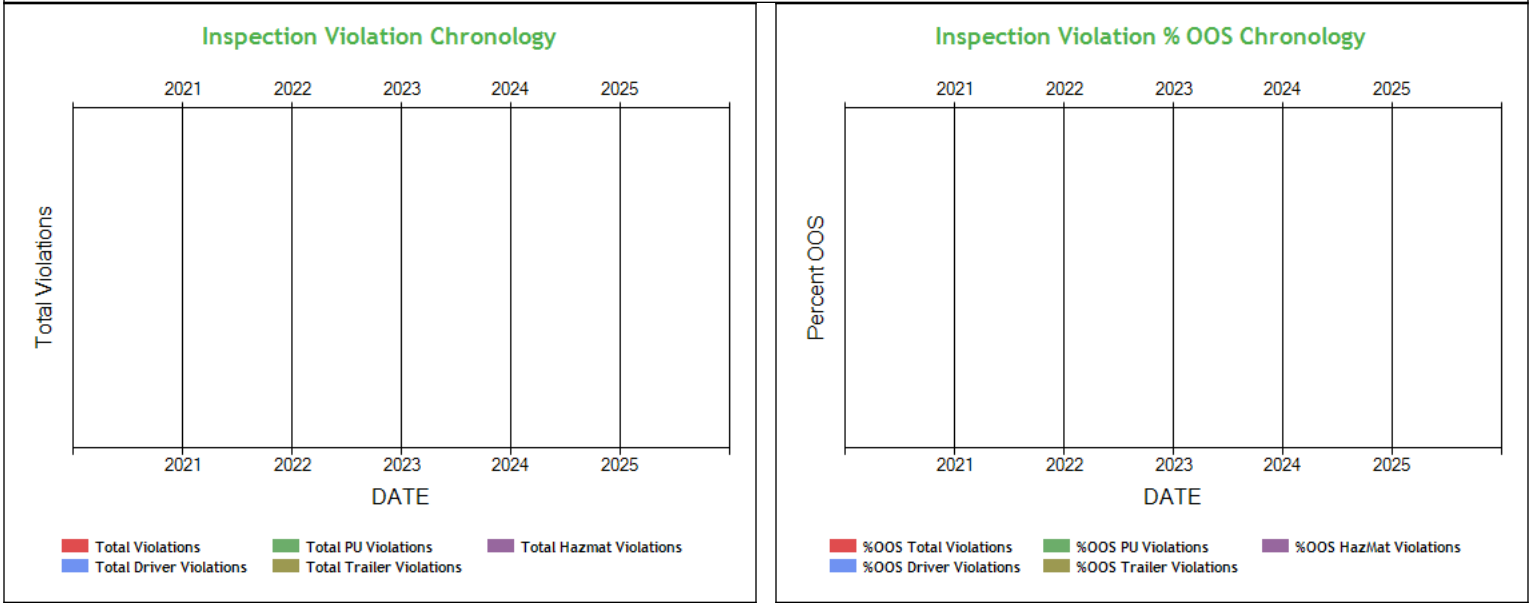 Inspection Violation Chronology
2021 2022 2023 2024 2025
Total Violations
2021 2022 2023 2024 2025
DATE
Total Violations Total PU Violations Total Hazmat Violations
Total Driver Violations Total Trailer Violations
Inspection Violation % OOS Chronology
2021 2022 2023 2024 2025
Percent OOS
2021 2022 2023 2024 2025
DATE
%OOS Total Violations %OOS PU Violations %OOS HazMat Violations
%OOS Driver Violations %OOS Trailer Violations